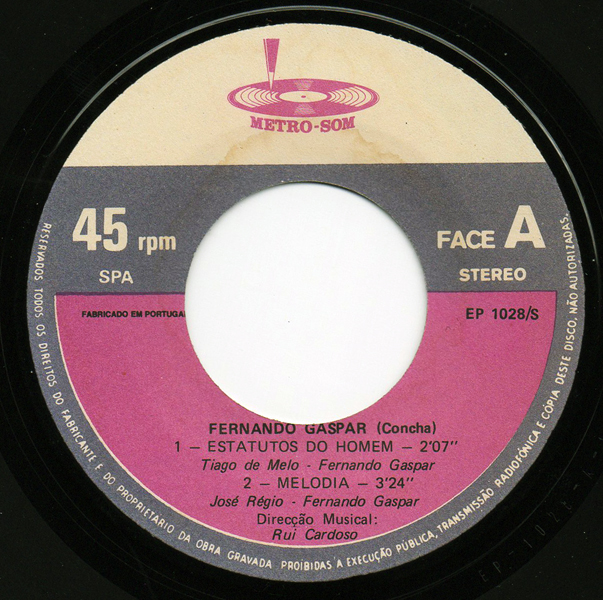 METRO-SOM
45 rpm
FACE A
SPA
STEREO
FABRICADO EM PORTUGAL
EP 1028/S
FERNANDO GASPAR (Concha)
1 — ESTATUTOS DO HOMEM — 2'07''
Tiago de Melo - Fernando Gaspar
2 — MELODIA — 3'24''
José Régio - Fernando Gaspar
Direcção Musical:
Rui Cardoso
RESERVADOS TODOS OS DIREITOS DO FABRICANTE E DO PROPRIETÁRIO DA OBRA GRAVADA PROIBIDAS A EXECUÇÃO PÚBLICA, TRANSMISSÃO RADIOFÓNICA E CÓPIA DESTE DISCO, NÃO AUTORIZADAS.